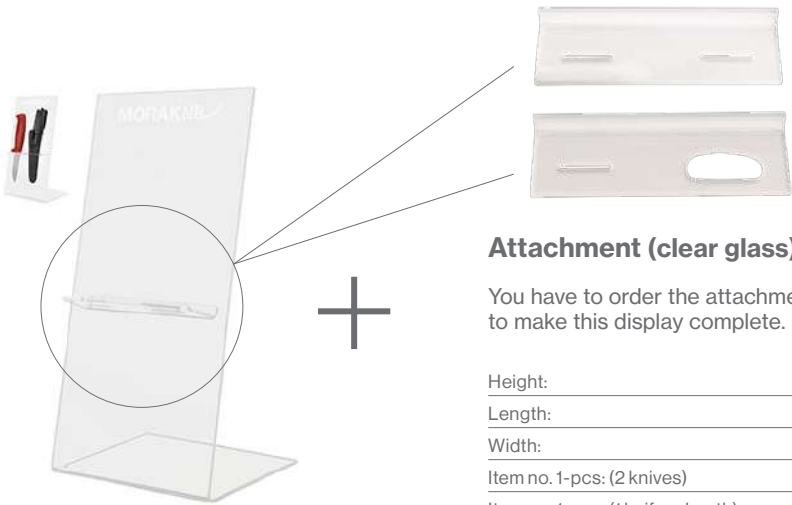 MORAKNIV
Attachment (clear glass)
You have to order the
to make this display complete.
Height:
Length:
Width:
Item no. 1-pcs: (2 knives)